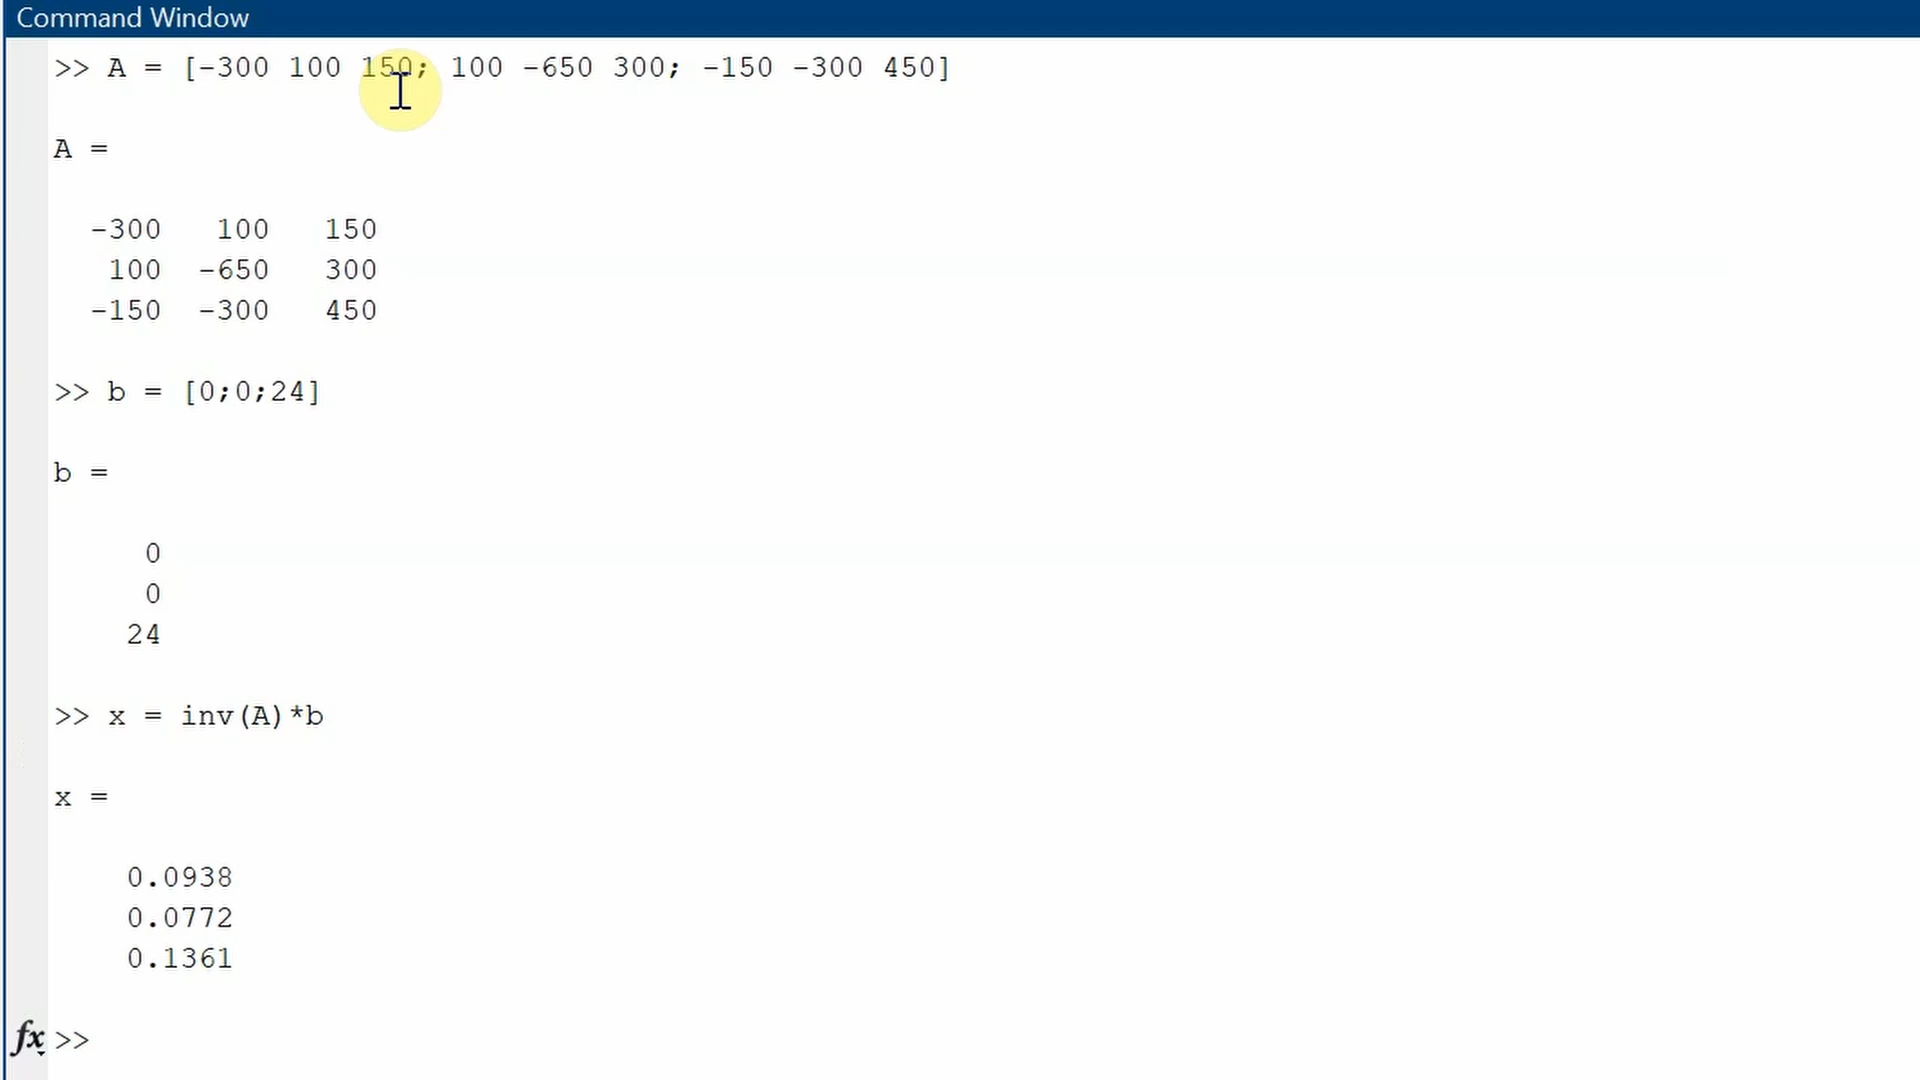 Command Window
>> A = [-300 100 150; 100 -650 300; -150 -300 450]
A =
-300 100 150
100 -650 300
-150 -300 450
>> b = [0;0;24]
b =
0
0
24
>> x = inv(A)*b
x =
0.0938
0.0772
0.1361
fx >>